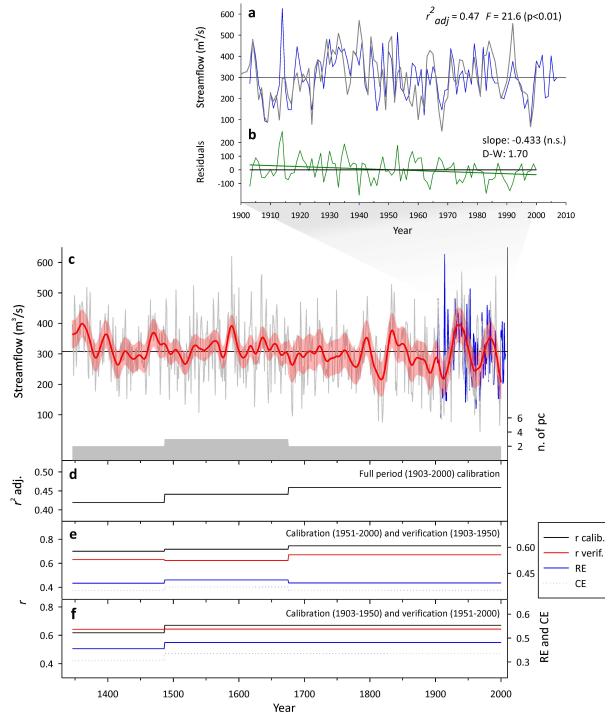 a
r²adj = 0.47 F = 21.6 (p<0.01)
Streamflow (m³/s)
600
500
400
300
200
100
b
slope: -0.433 (n.s.)
D-W: 1.70
Residuals
200
100
0
-100
1900 1910 1920 1930 1940 1950 1960 1970 1980 1990 2000 2010
Year
c
Streamflow (m³/s)
600
500
400
300
200
100
n. of pc
6
4
2
d
Full period (1903-2000) calibration
r² adj.
0.50
0.45
0.40
e
Calibration (1951-2000) and verification (1903-1950)
0.8
0.6
0.4
0.60
0.45
r calib.
r verif.
RE
CE
r
f
Calibration (1903-1950) and verification (1951-2000)
0.8
0.6
0.4
0.6
0.5
0.3
RE and CE
1400 1500 1600 1700 1800 1900 2000
Year